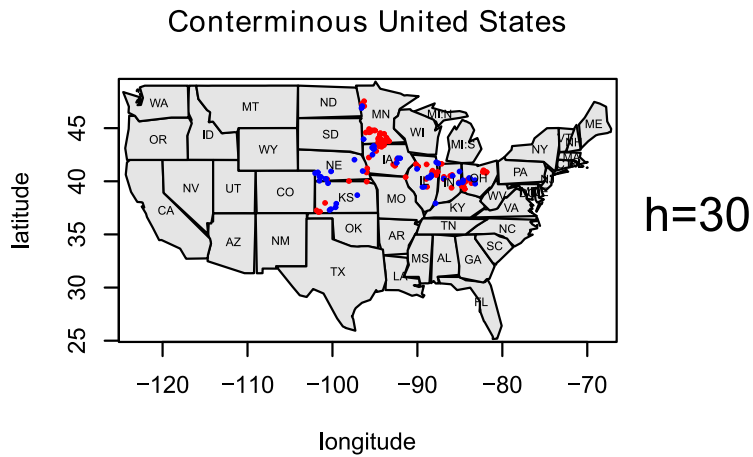 Conterminous United States
WA
MT
ND
MN
MI:N
ME
OR
ID
SD
WI
MI:S
NY
WY
NE
IA
PA
NV
UT
CO
KS
MO
IN
OH
WV
VA
CA
AZ
NM
OK
AR
KY
TN
NC
SC
TX
LA
MS
AL
GA
FL
45
40
35
30
25
latitude
h=30
−120
−110
−100
−90
−80
−70
longitude